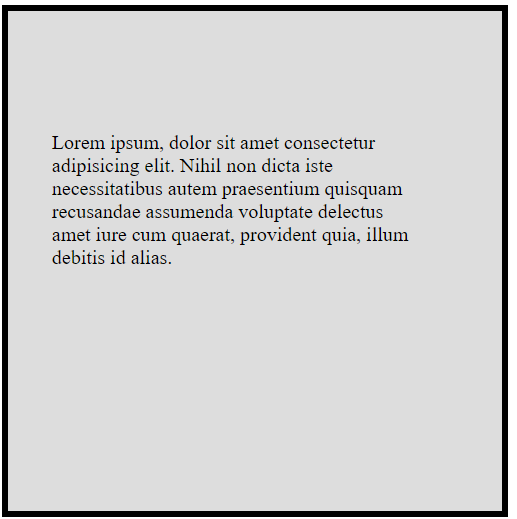 Lorem ipsum, dolor sit amet consectetur
adipisicing elit. Nihil non dicta iste
necessitatibus autem praesentium quisquam
recusandae assumenda voluptate delectus
amet iure cum quaerat, provident quia, illum
debitis id alias.